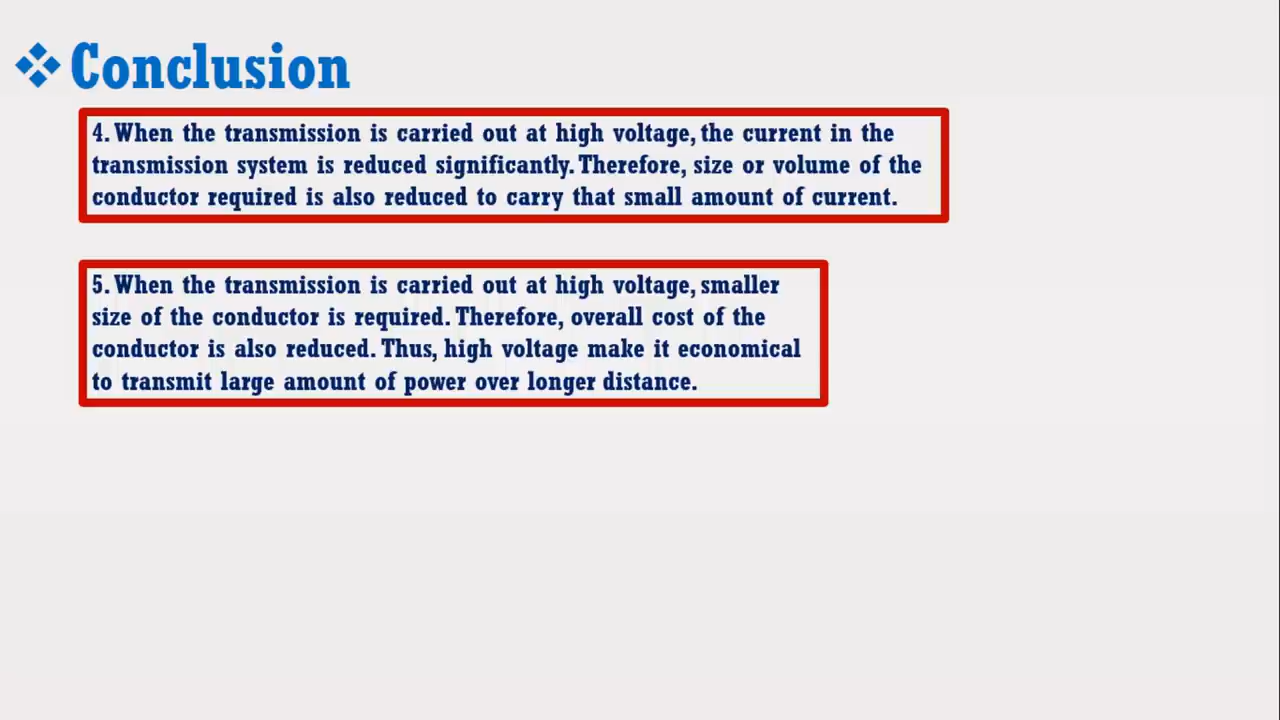 Conclusion
4. When the transmission is carried out at high voltage, the current in the
transmission system is reduced significantly. Therefore, size or volume of the
conductor required is also reduced to carry that small amount of current.
5. When the transmission is carried out at high voltage, smaller
size of the conductor is required. Therefore, overall cost of the
conductor is also reduced. Thus, high voltage make it economical
to transmit large amount of power over longer distance.